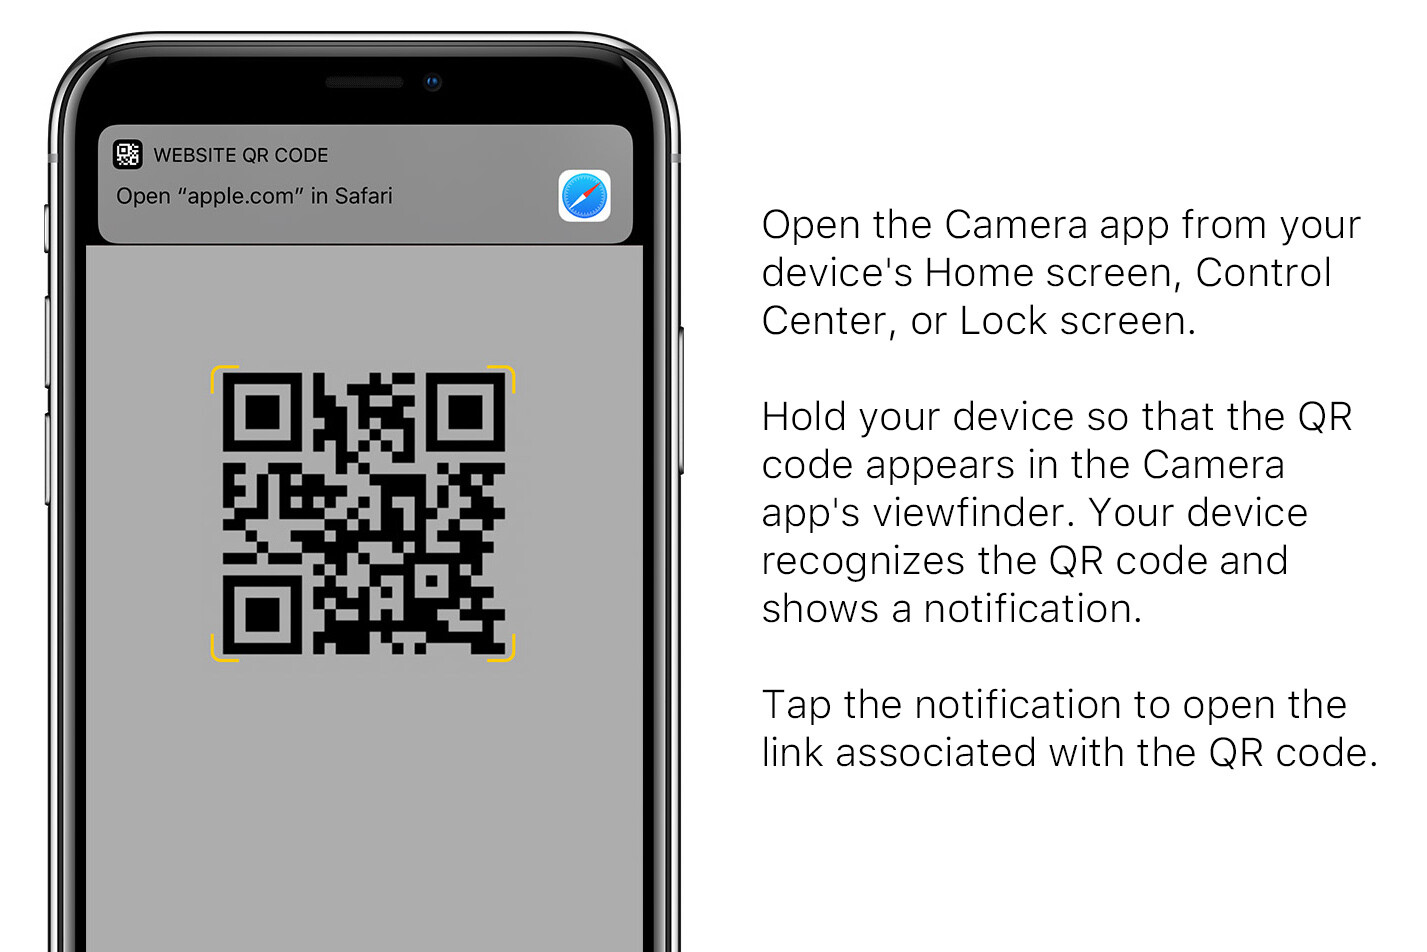 WEBSITE QR CODE
Open “apple.com” in Safari
Open the Camera app from your
device's Home screen, Control
Center, or Lock screen.
Hold your device so that the QR
code appears in the Camera
app's viewfinder. Your device
recognizes the QR code and
shows a notification.
Tap the notification to open the
link associated with the QR code.